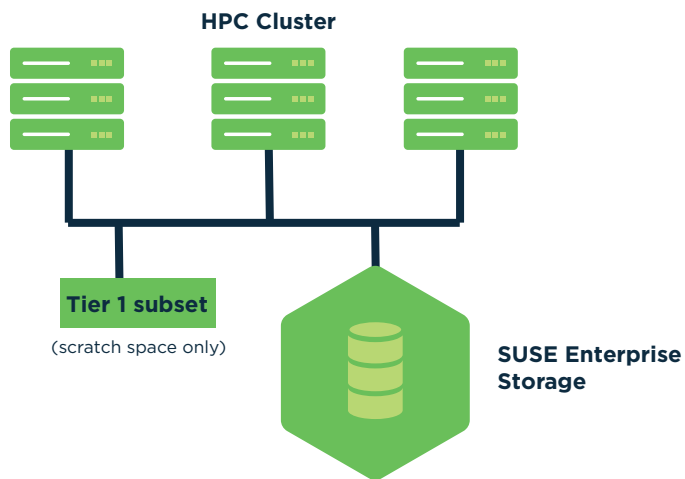 HPC Cluster
Tier 1 subset
(scratch space only)
SUSE Enterprise
Storage